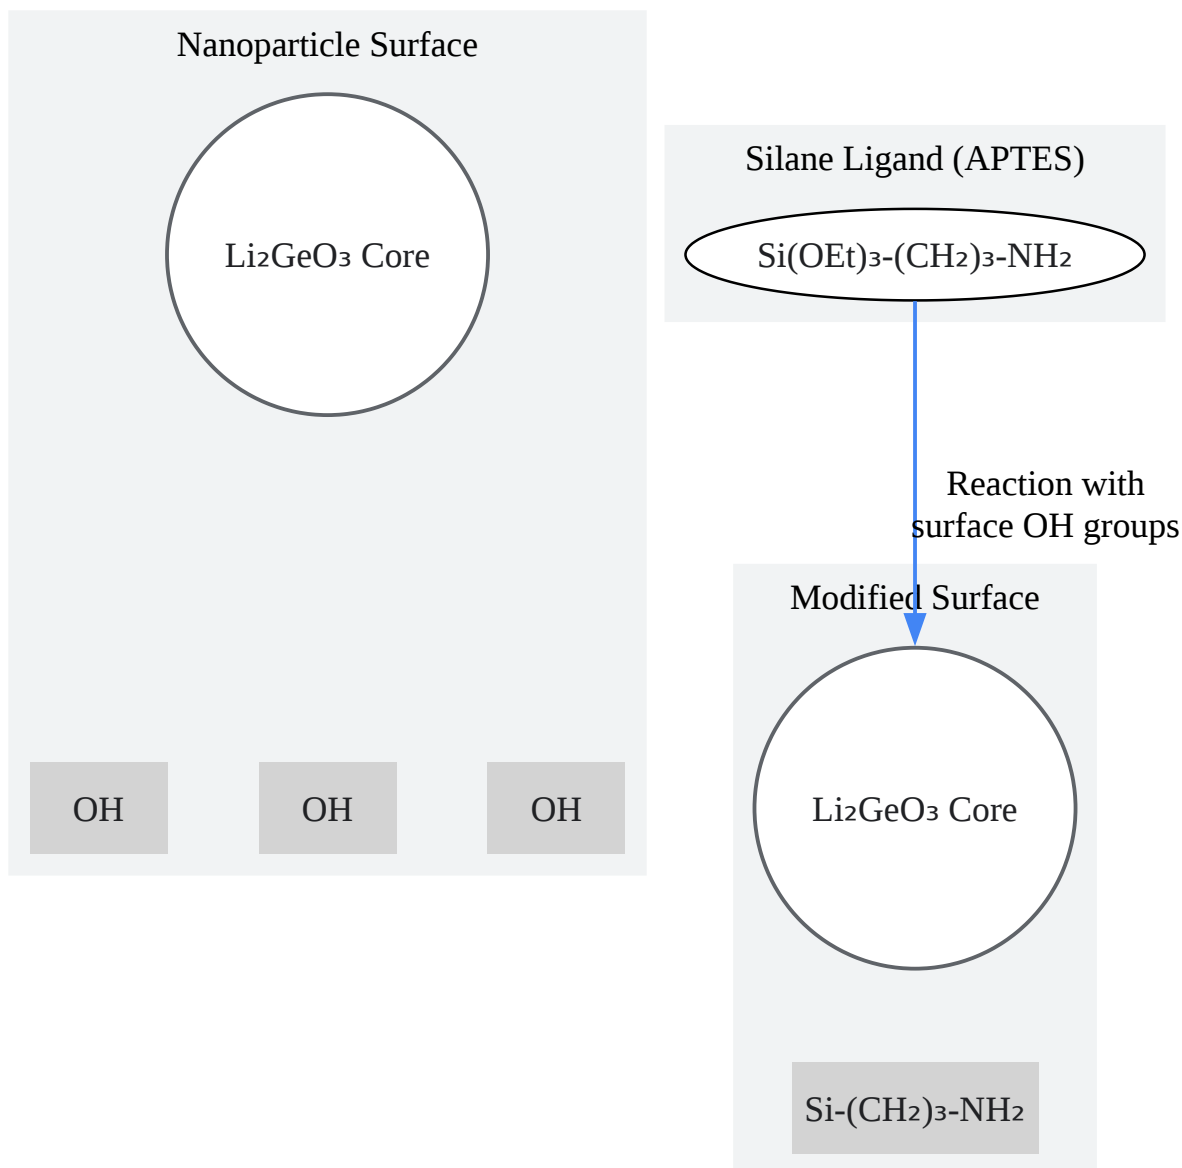 Nanoparticle Surface
Li₂GeO₃ Core
OH
OH
OH
Silane Ligand (APTES)
Si(OEt)₃-(CH₂)₃-NH₂
Reaction with
surface OH groups
Modified Surface
Li₂GeO₃ Core
Si-(CH₂)₃-NH₂